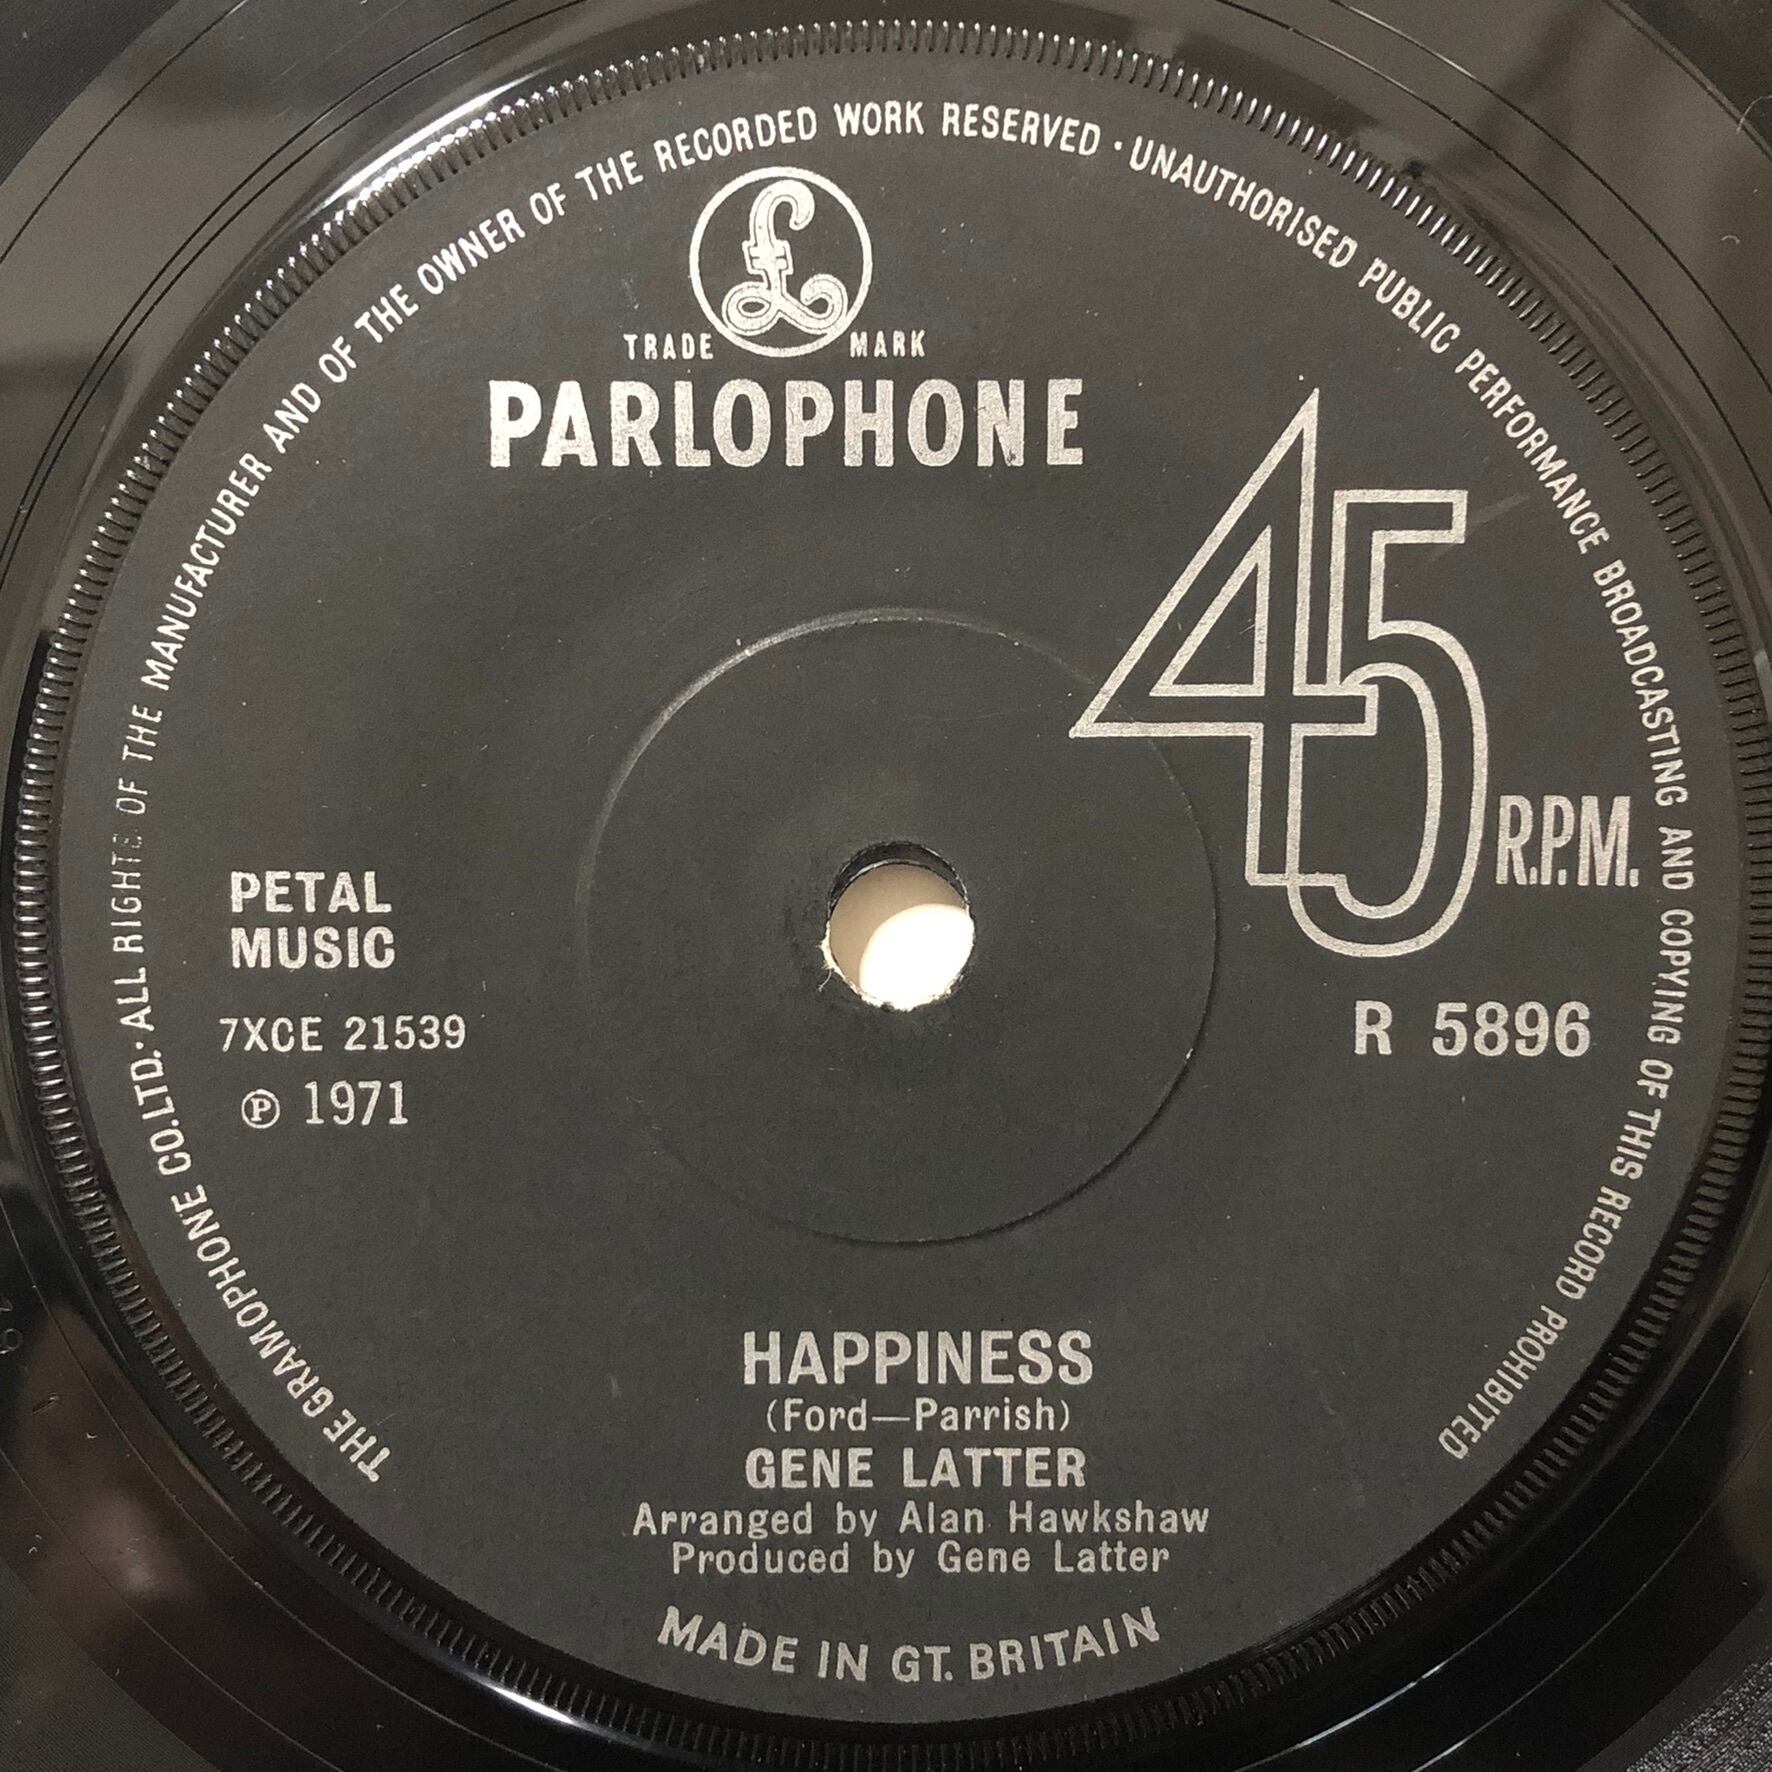 THE GRAMOPHONE CO. LTD. · ALL RIGHTS OF THE MANUFACTURER AND OF THE OWNER OF THE RECORDED WORK RESERVED · UNAUTHORISED PUBLIC PERFORMANCE BROADCASTING AND COPYING OF THIS RECORD PROHIBITED
£
TRADE MARK
PARLOPHONE
45 R.P.M.
PETAL
MUSIC
7XCE 21539
℗ 1971
R 5896
HAPPINESS
(Ford—Parrish)
GENE LATTER
Arranged by Alan Hawkshaw
Produced by Gene Latter
MADE IN GT. BRITAIN